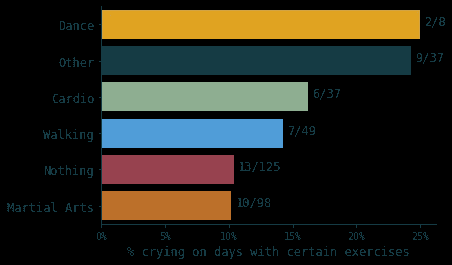 Dance 2/8
Other 9/37
Cardio 6/37
Walking 7/49
Nothing 13/125
Martial Arts 10/98
0% 5% 10% 15% 20% 25%
% crying on days with certain exercises